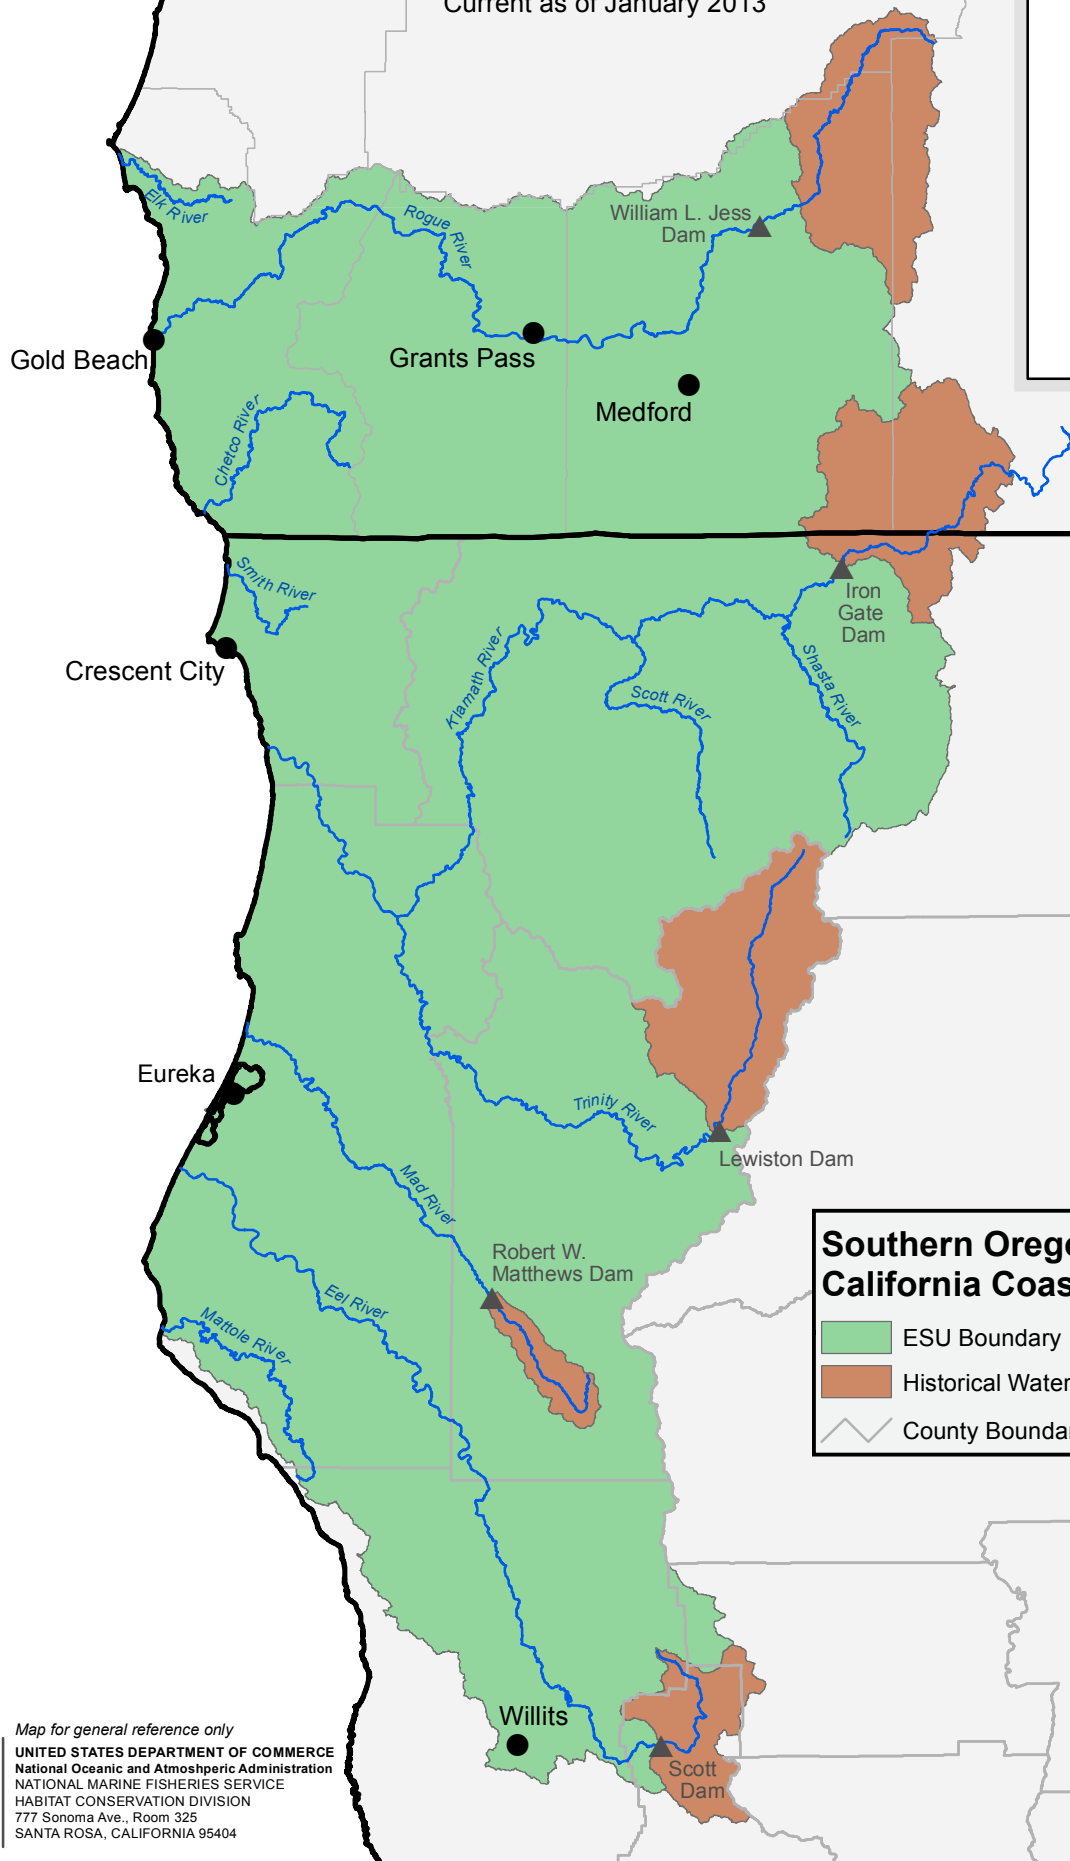 Current as of January 2013
Elk River
Rogue River
William L. Jess
Dam
Gold Beach
Grants Pass
Medford
Chetco River
Smith River
Iron
Gate
Dam
Crescent City
Klamath River
Scott River
Shasta River
Eureka
Trinity River
Lewiston Dam
Mad River
Robert W.
Matthews Dam
Eel River
Mattole River
Southern Orego
California Coas
ESU Boundary
Historical Water
County Boundar
Willits
Scott
Dam
Map for general reference only
UNITED STATES DEPARTMENT OF COMMERCE
National Oceanic and Atmoshperic Administration
NATIONAL MARINE FISHERIES SERVICE
HABITAT CONSERVATION DIVISION
777 Sonoma Ave., Room 325
SANTA ROSA, CALIFORNIA 95404